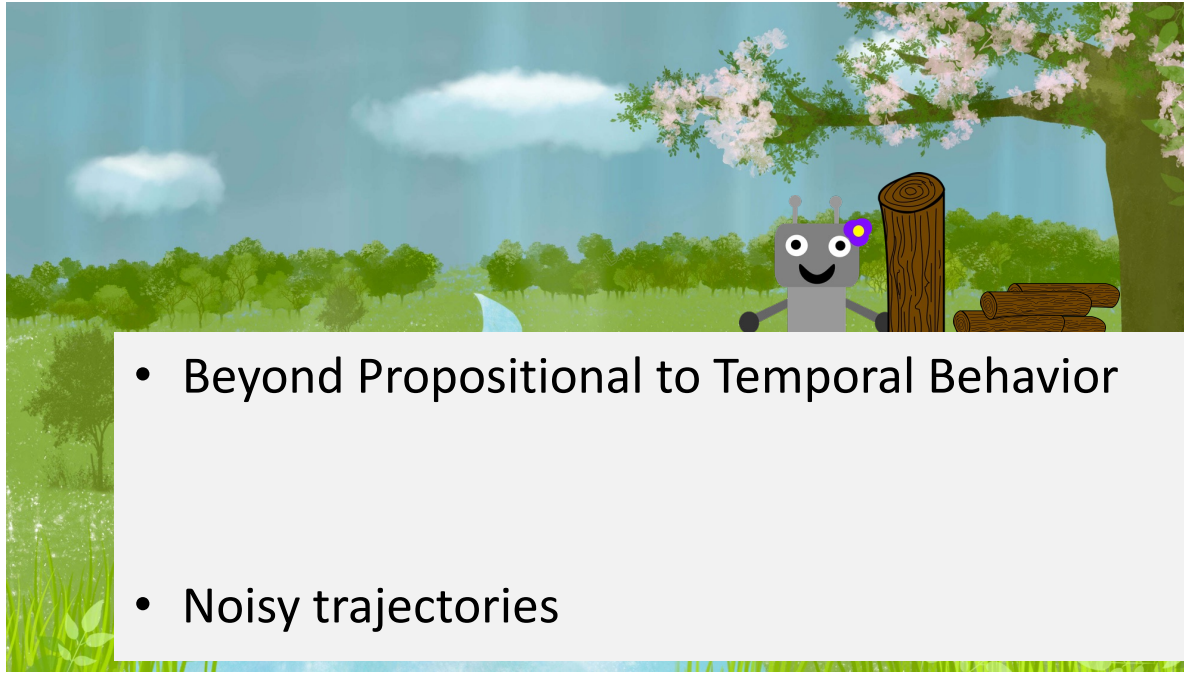 • Beyond Propositional to Temporal Behavior
• Noisy trajectories